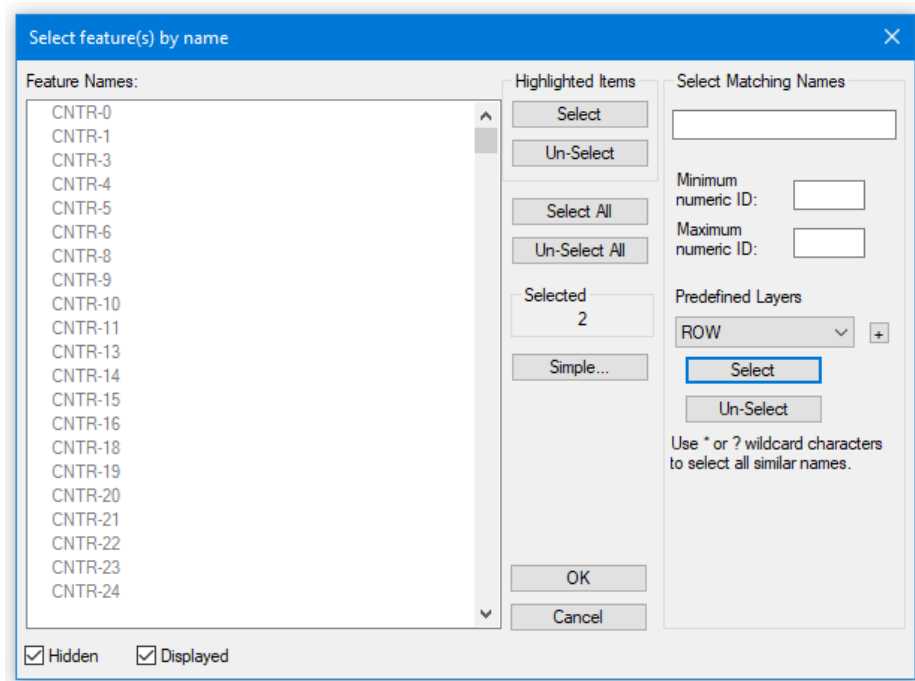 Select feature(s) by name
Feature Names:
CNTR-0
CNTR-1
CNTR-3
CNTR-4
CNTR-5
CNTR-6
CNTR-8
CNTR-9
CNTR-10
CNTR-11
CNTR-13
CNTR-14
CNTR-15
CNTR-16
CNTR-18
CNTR-19
CNTR-20
CNTR-21
CNTR-22
CNTR-23
CNTR-24
Hidden
Displayed
Highlighted Items
Select
Un-Select
Select All
Un-Select All
Selected
2
Simple...
OK
Cancel
Select Matching Names
Minimum
numeric ID:
Maximum
numeric ID:
Predefined Layers
ROW
+
Select
Un-Select
Use * or ? wildcard characters
to select all similar names.